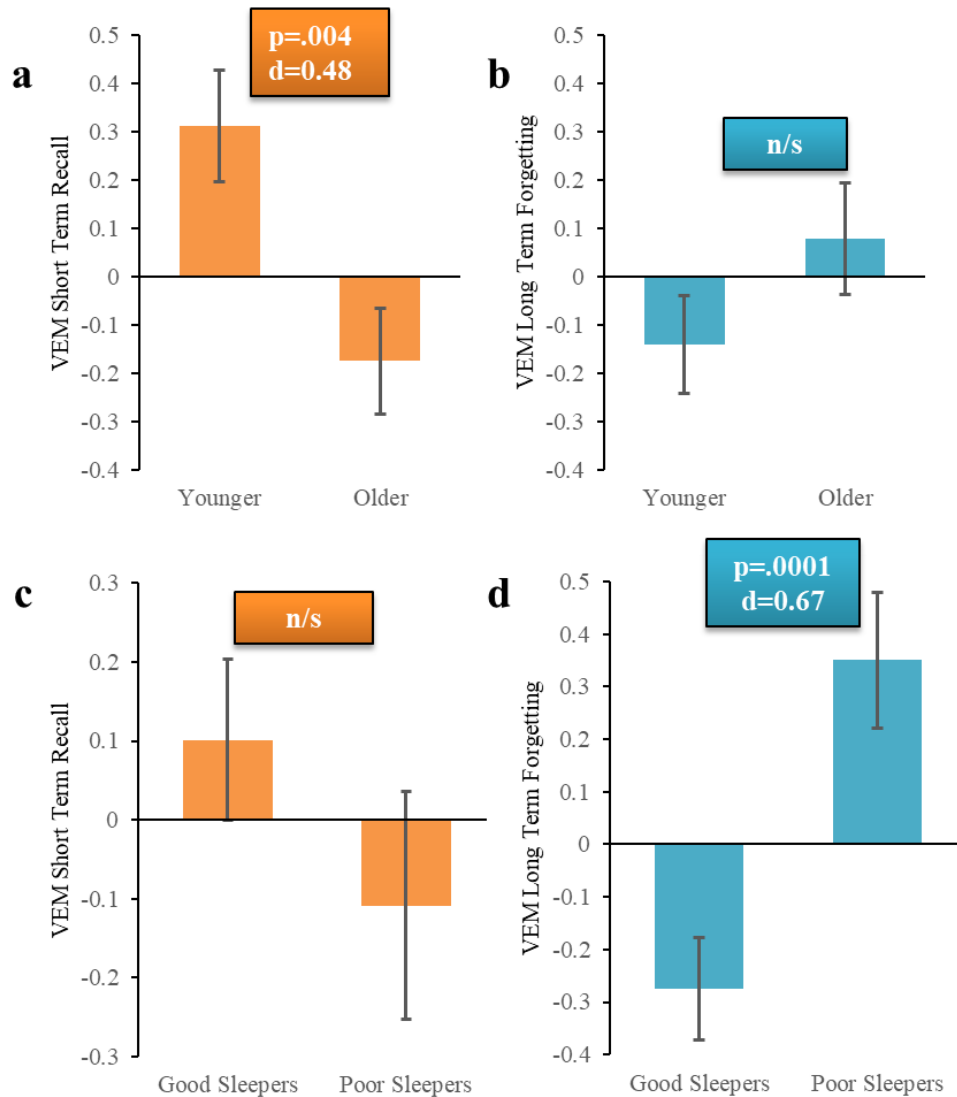 a
p=.004
d=0.48
VEM Short Term Recall
0.5
0.4
0.3
0.2
0.1
0
-0.1
-0.2
-0.3
-0.4
Younger
Older
b
n/s
VEM Long Term Forgetting
0.5
0.4
0.3
0.2
0.1
0
-0.1
-0.2
-0.3
-0.4
Younger
Older
c
n/s
VEM Short Term Recall
0.3
0.2
0.1
0
-0.1
-0.2
-0.3
Good Sleepers
Poor Sleepers
d
p=.0001
d=0.67
VEM Long Term Forgetting
0.5
0.4
0.3
0.2
0.1
0
-0.1
-0.2
-0.3
-0.4
Good Sleepers
Poor Sleepers